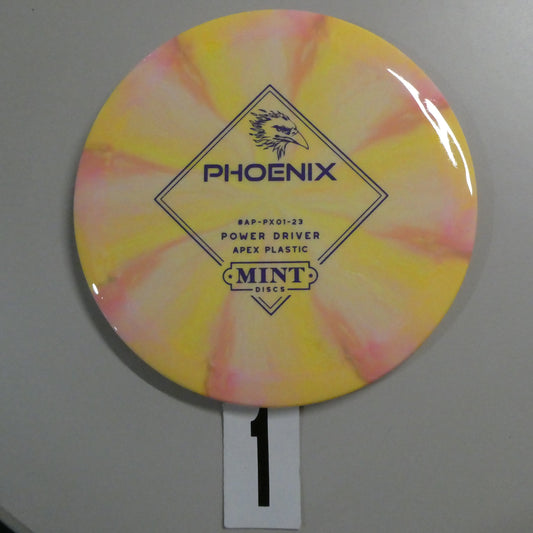 PHOENIX
#AP-PX01-23
POWER DRIVER
APEX PLASTIC
MINT
DISCS
1